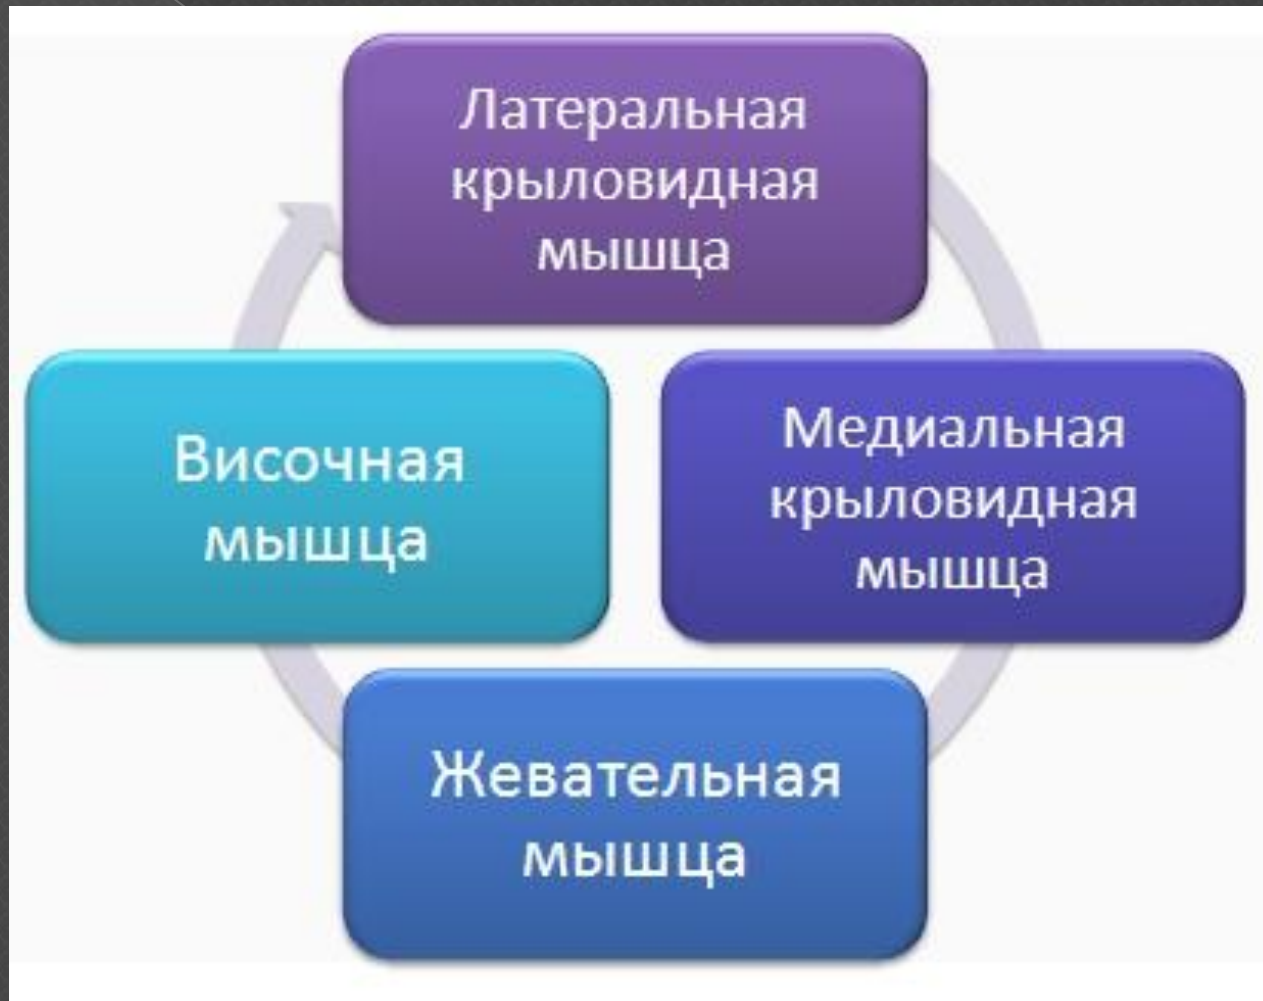 Латеральная
крыловидная
мышца
Медиальная
крыловидная
мышца
Жевательная
мышца
Височная
мышца